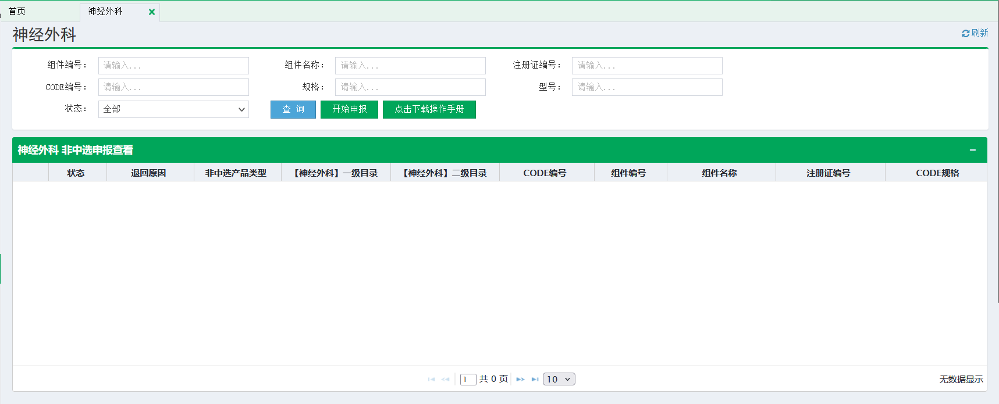 首页 神经外科
神经外科 刷新
组件编号： 请输入... 组件名称： 请输入... 注册证编号： 请输入...
CODE编号： 请输入... 规格： 请输入... 型号： 请输入...
状态： 全部 查 询 开始申报 点击下载操作手册
神经外科 非中选申报查看
状态 退回原因 非中选产品类型 【神经外科】一级目录 【神经外科】二级目录 CODE编号 组件编号 组件名称 注册证编号 CODE规格
1 共 0 页 10 无数据显示